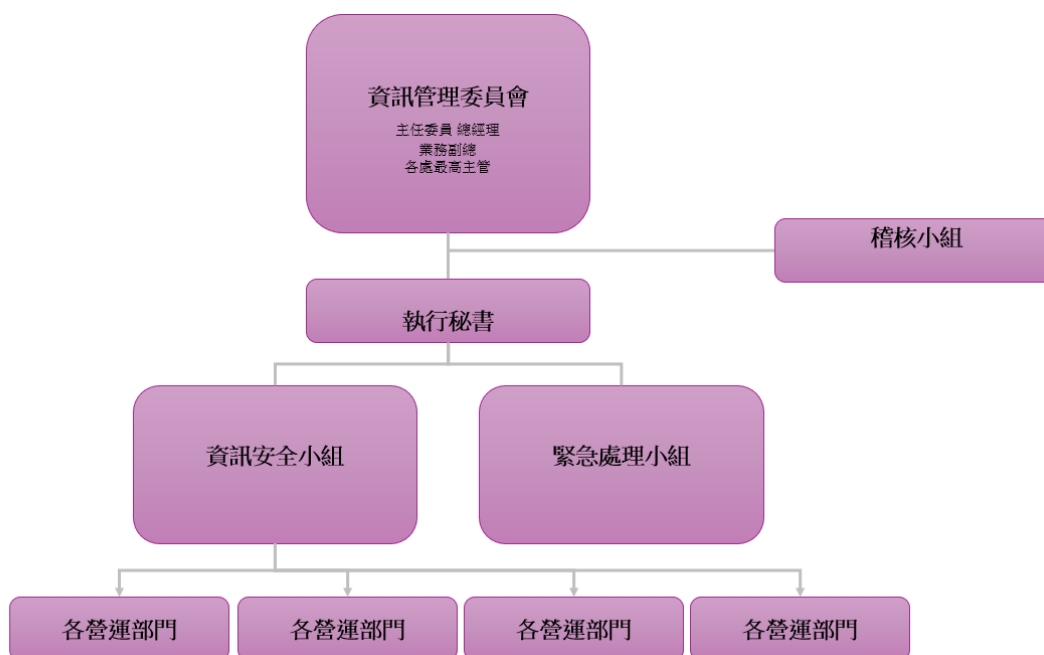 資訊管理委員會
主任委員 總經理
業務副總
各處最高主管
稽核小組
執行秘書
資訊安全小組
緊急處理小組
各營運部門
各營運部門
各營運部門
各營運部門